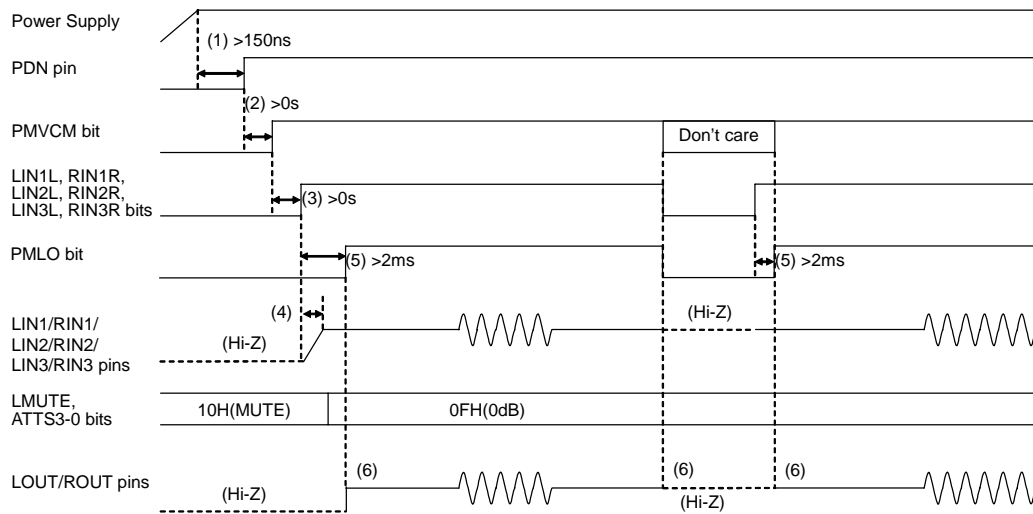 Power Supply
(1) >150ns
PDN pin
(2) >0s
PMVCM bit
Don't care
LIN1L, RIN1R,
LIN2L, RIN2R,
LIN3L, RIN3R bits
(3) >0s
PMLO bit
(5) >2ms
(5) >2ms
(4)
(Hi-Z)
LIN1/RIN1/
LIN2/RIN2/
LIN3/RIN3 pins
(Hi-Z)
LMUTE,
ATTS3-0 bits
10H(MUTE)
0FH(0dB)
LOUT/ROUT pins
(Hi-Z)
(6)
(6)
(6)
(Hi-Z)